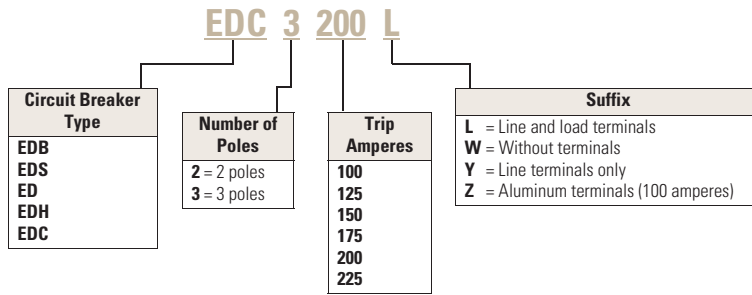 EDC 3 200 L
Circuit Breaker
Type
EDB
EDS
ED
EDH
EDC
Number of
Poles
2 = 2 poles
3 = 3 poles
Trip
Amperes
100
125
150
175
200
225
Suffix
L = Line and load terminals
W = Without terminals
Y = Line terminals only
Z = Aluminum terminals (100 amperes)